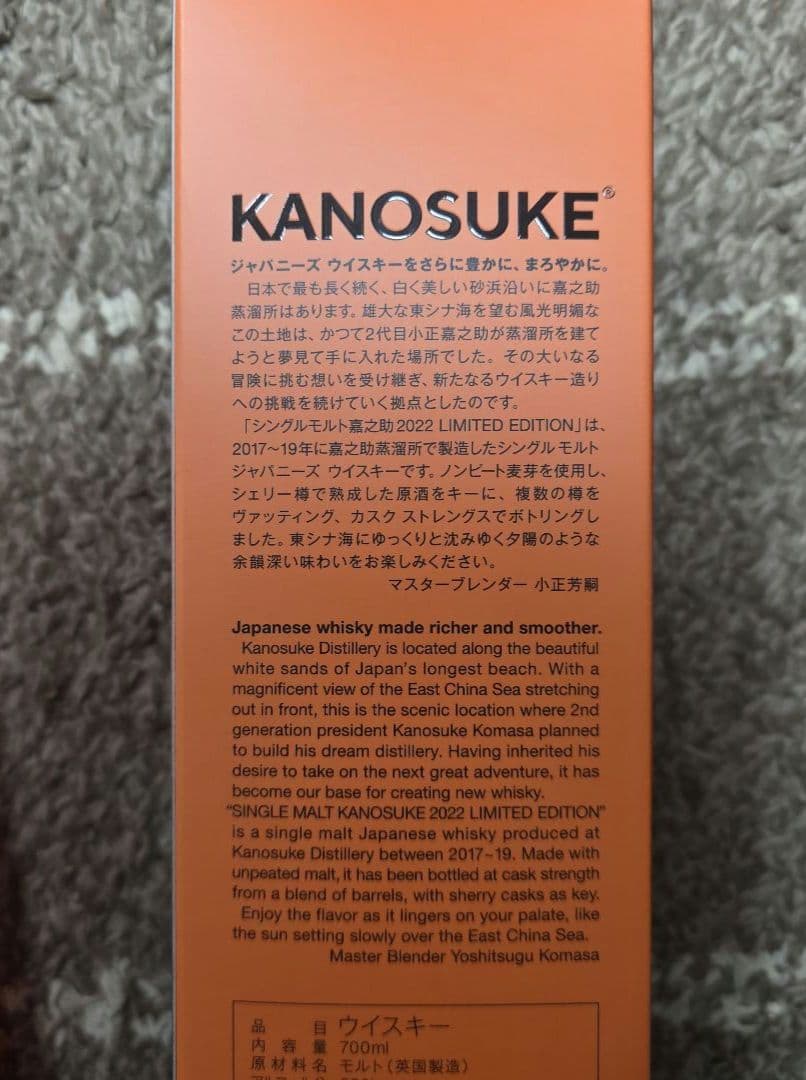 KANOSUKE®
ジャパニーズ ウイスキーをさらに豊かに、まろやかに。
日本で最も長く続く、白く美しい砂浜沿いに嘉之助
蒸溜所はあります。雄大な東シナ海を望む風光明媚な
この土地は、かつて2代目小正嘉之助が蒸溜所を建て
ようと夢見て手に入れた場所でした。その大いなる
冒険に挑む想いを受け継ぎ、新たなるウイスキー造り
への挑戦を続けていく拠点としたのです。
「シングルモルト嘉之助2022 LIMITED EDITION」は、
2017〜19年に嘉之助蒸溜所で製造したシングルモルト
ジャパニーズ ウイスキーです。ノンピート麦芽を使用し、
シェリー樽で熟成した原酒をキーに、複数の樽を
ヴァッティング、カスク ストレングスでボトリングし
ました。東シナ海にゆっくりと沈みゆく夕陽のような
余韻深い味わいをお楽しみください。
マスターブレンダー 小正芳嗣
Japanese whisky made richer and smoother.
Kanosuke Distillery is located along the beautiful
white sands of Japan's longest beach. With a
magnificent view of the East China Sea stretching
out in front, this is the scenic location where 2nd
generation president Kanosuke Komasa planned
to build his dream distillery. Having inherited his
desire to take on the next great adventure, it has
become our base for creating new whisky.
"SINGLE MALT KANOSUKE 2022 LIMITED EDITION"
is a single malt Japanese whisky produced at
Kanosuke Distillery between 2017~19. Made with
unpeated malt, it has been bottled at cask strength
from a blend of barrels, with sherry casks as key.
Enjoy the flavor as it lingers on your palate, like
the sun setting slowly over the East China Sea.
Master Blender Yoshitsugu Komasa
品目 ウイスキー
内容量 700ml
原材料名 モルト（英国製造）